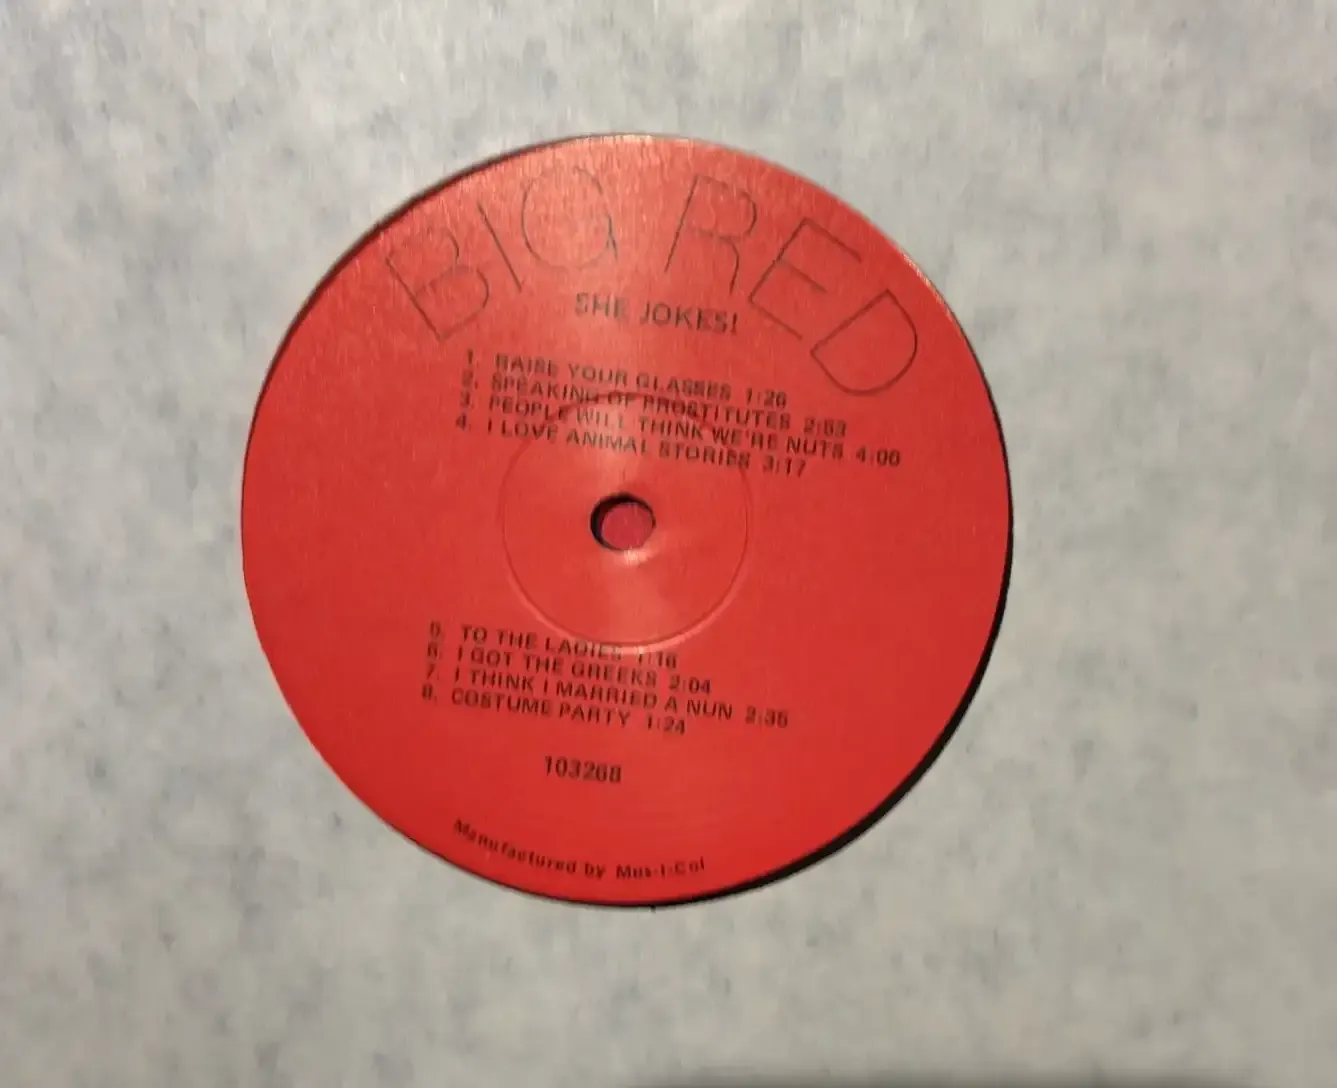 BIG RED
SHE JOKES!
1. RAISE YOUR GLASSES 1:26
2. SPEAKING OF PROSTITUTES 2:53
3. PEOPLE WILL THINK WE'RE NUTS 4:00
4. I LOVE ANIMAL STORIES 3:17
5. TO THE LADIES 1:16
6. I GOT THE GREEKS 2:04
7. I THINK I MARRIED A NUN 2:35
8. COSTUME PARTY 1:24
103268
Manufactured by Mus-I-Col